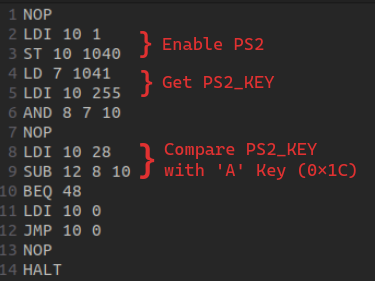 1 NOP
2 LDI 10 1
3 ST 10 1040
} Enable PS2
4 LD 7 1041
5 LDI 10 255
} Get PS2_KEY
6 AND 8 7 10
7 NOP
8 LDI 10 28
9 SUB 12 8 10
} Compare PS2_KEY
with 'A' Key (0×1C)
10 BEQ 48
11 LDI 10 0
12 JMP 10 0
13 NOP
14 HALT